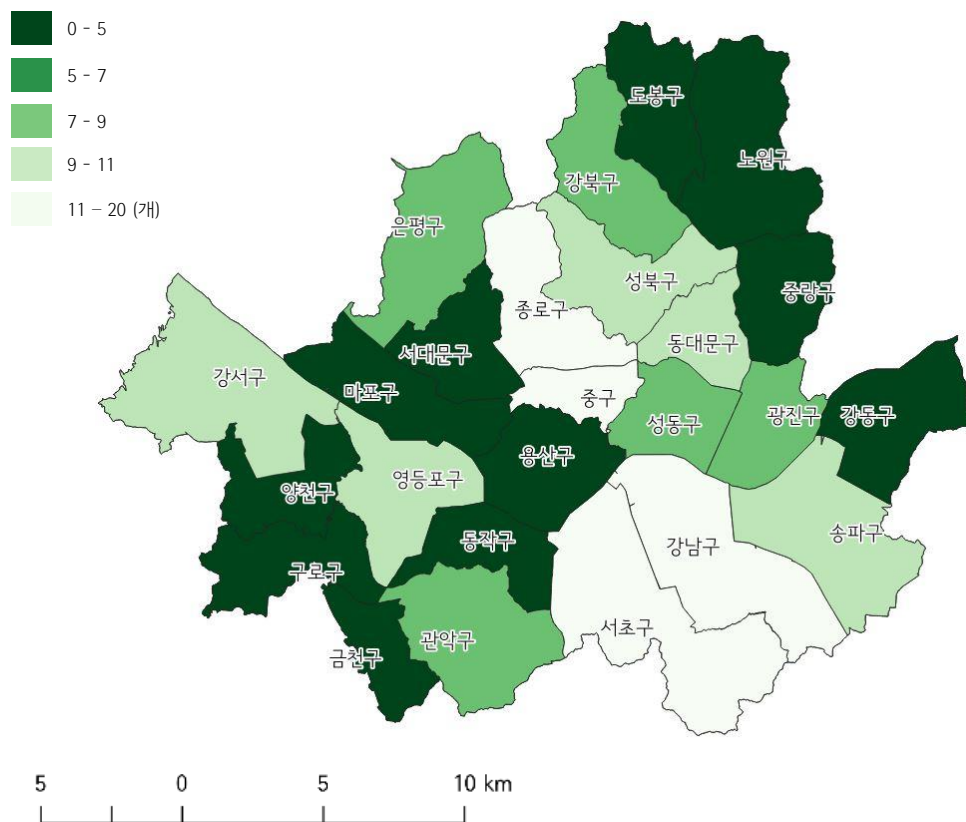 0 - 5
5 - 7
7 - 9
9 - 11
11 – 20 (개)
도봉구
노원구
강북구
은평구
성북구
중랑구
종로구
동대문구
서대문구
강서구
마포구
중구
성동구
광진구
강동구
용산구
영등포구
양천구
송파구
동작구
강남구
구로구
서초구
관악구
금천구
5 0 5 10 km